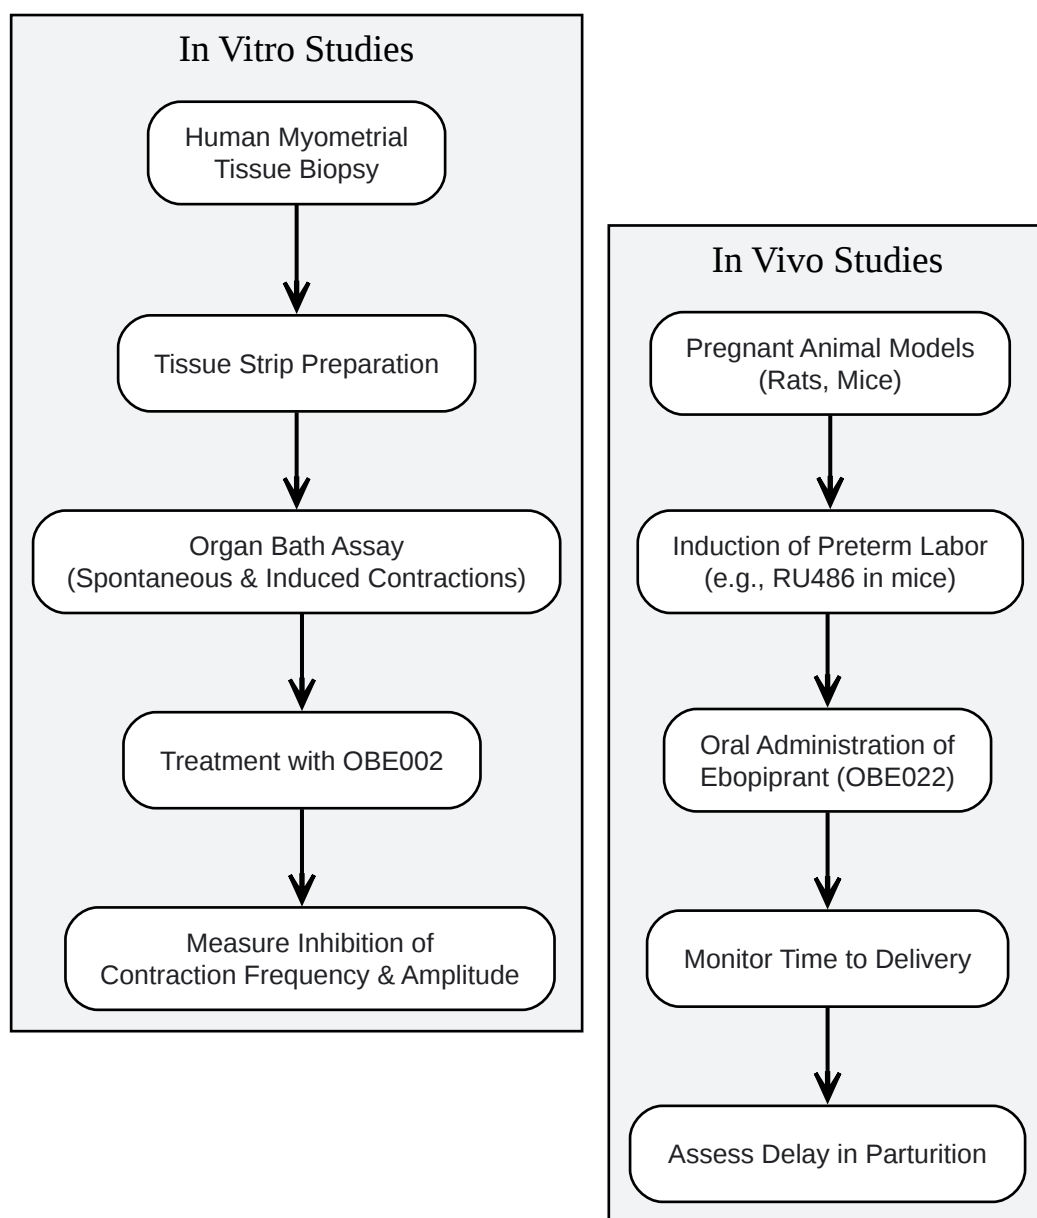 In Vitro Studies
Human Myometrial
Tissue Biopsy
Tissue Strip Preparation
Organ Bath Assay
(Spontaneous & Induced Contractions)
Treatment with OBE002
Measure Inhibition of
Contraction Frequency & Amplitude
In Vivo Studies
Pregnant Animal Models
(Rats, Mice)
Induction of Preterm Labor
(e.g., RU486 in mice)
Oral Administration of
Ebopiprant (OBE022)
Monitor Time to Delivery
Assess Delay in Parturition